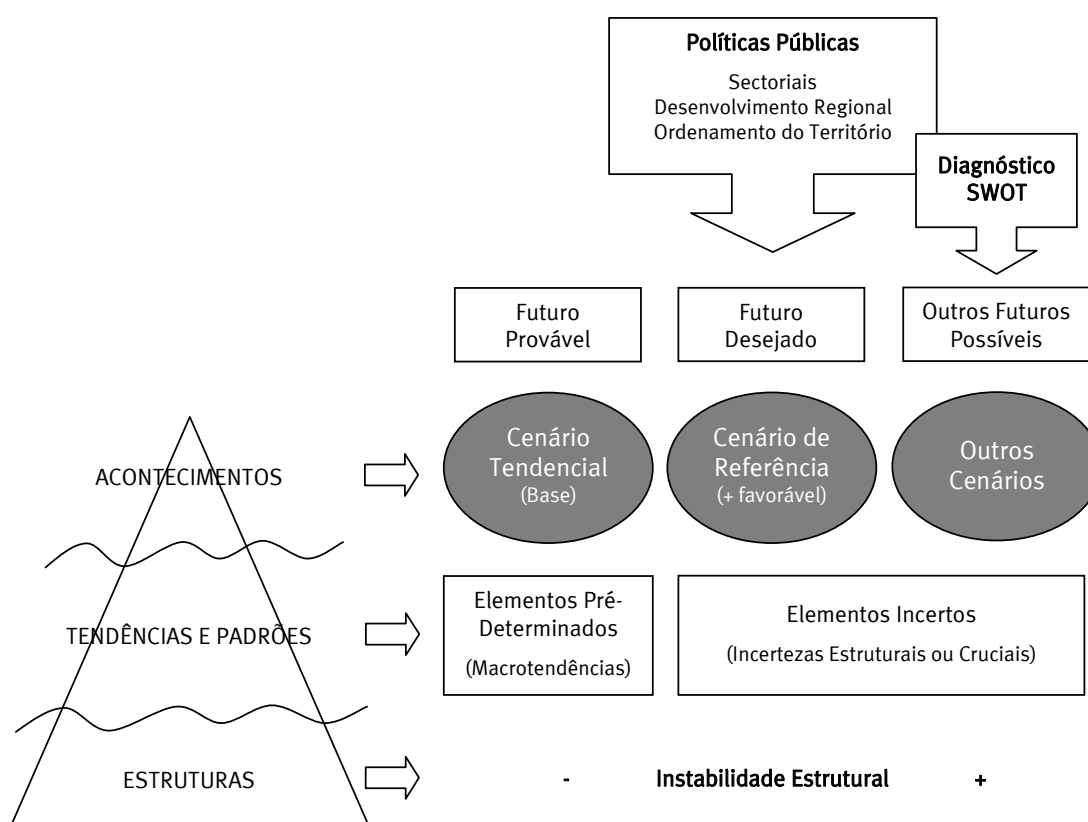 Políticas Públicas
Sectoriais
Desenvolvimento Regional
Ordenamento do Território
Diagnóstico
SWOT
Futuro
Provável
Futuro
Desejado
Outros Futuros
Possíveis
ACONTECIMENTOS
Cenário
Tendencial
(Base)
Cenário de
Referência
(+ favorável)
Outros
Cenários
TENDÊNCIAS E PADRÕES
Elementos Pré-
Determinados
(Macrotendências)
Elementos Incertos
(Incertezas Estruturais ou Cruciais)
ESTRUTURAS
- Instabilidade Estrutural +